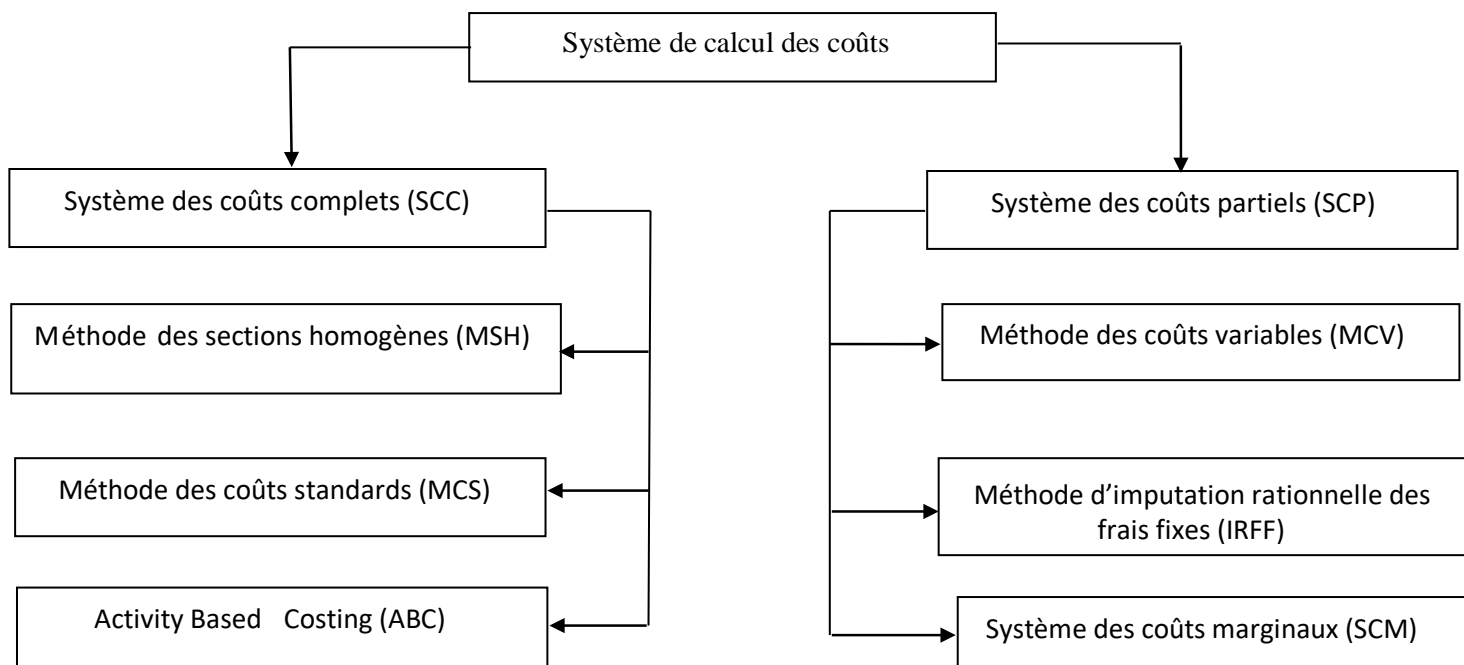 Système de calcul des coûts
Système des coûts complets (SCC)
Méthode des sections homogènes (MSH)
Méthode des coûts standards (MCS)
Activity Based Costing (ABC)
Système des coûts partiels (SCP)
Méthode des coûts variables (MCV)
Méthode d’imputation rationnelle des
frais fixes (IRFF)
Système des coûts marginaux (SCM)